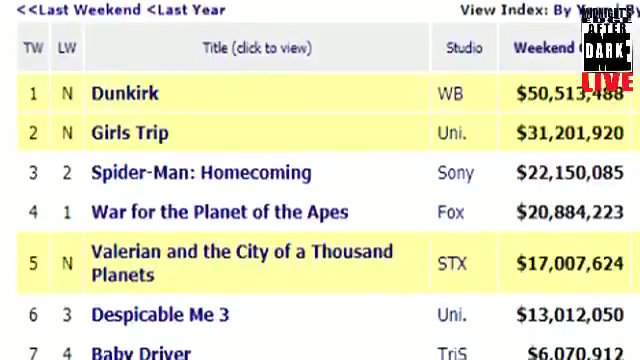 <<Last Weekend <Last Year
View Index: By
TW LW Title (click to view) Studio Weekend
MIDNIGHT'S
EDGE
AFTER
DARK
LIVE
1 N Dunkirk WB $50,513,488
2 N Girls Trip Uni. $31,201,920
3 2 Spider-Man: Homecoming Sony $22,150,085
4 1 War for the Planet of the Apes Fox $20,884,223
5 N Valerian and the City of a Thousand Planets STX $17,007,624
6 3 Despicable Me 3 Uni. $13,012,050
7 4 Baby Driver TriS $6,070,912